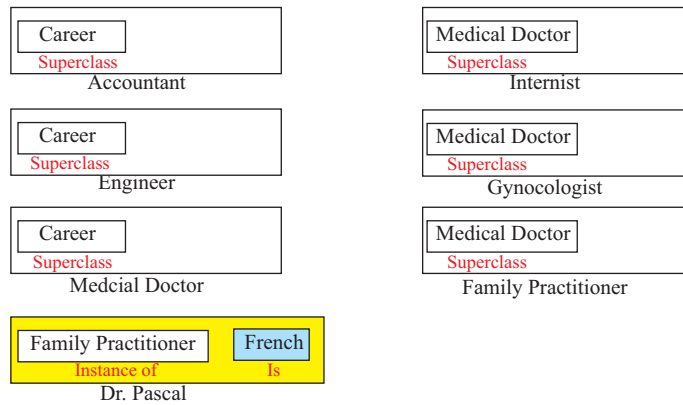 Career
Superclass
Accountant
Medical Doctor
Superclass
Internist
Career
Superclass
Engineer
Medical Doctor
Superclass
Gynocologist
Career
Superclass
Medcial Doctor
Medical Doctor
Superclass
Family Practitioner
Family Practitioner French
Instance of Is
Dr. Pascal